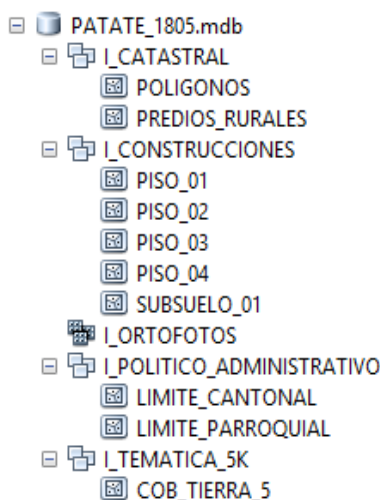 PATATE_1805.mdb
I_CATASTRAL
POLIGONOS
PREDIOS_RURALES
I_CONSTRUCCIONES
PISO_01
PISO_02
PISO_03
PISO_04
SUBSUELO_01
I_ORTOFOTOS
I_POLITICO_ADMINISTRATIVO
LIMITE_CANTONAL
LIMITE_PARROQUIAL
I_TEMATICA_5K
COB_TIERRA_5